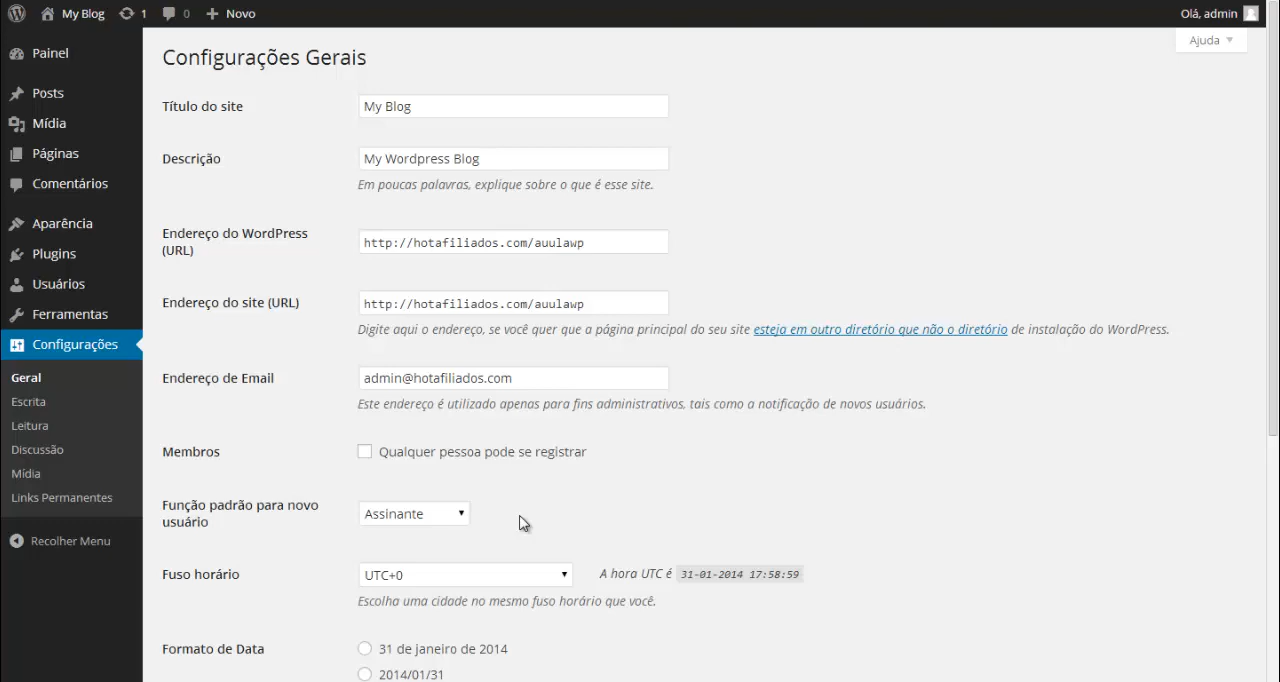 My Blog 1 0 + Novo Olá, admin
Ajuda
Painel
Posts
Mídia
Páginas
Comentários
Aparência
Plugins
Usuários
Ferramentas
Configurações
Geral
Escrita
Leitura
Discussão
Mídia
Links Permanentes
Recolher Menu
Configurações Gerais
Título do site My Blog
Descrição My Wordpress Blog
Em poucas palavras, explique sobre o que é esse site.
Endereço do WordPress
(URL)
http://hotafiliados.com/auulawp
Endereço do site (URL) http://hotafiliados.com/auulawp
Digite aqui o endereço, se você quer que a página principal do seu site esteja em outro diretório que não o diretório de instalação do WordPress.
Endereço de Email admin@hotafiliados.com
Este endereço é utilizado apenas para fins administrativos, tais como a notificação de novos usuários.
Membros Qualquer pessoa pode se registrar
Função padrão para novo
usuário
Assinante
Fuso horário UTC+0 A hora UTC é 31-01-2014 17:58:59
Escolha uma cidade no mesmo fuso horário que você.
Formato de Data 31 de janeiro de 2014
2014/01/31